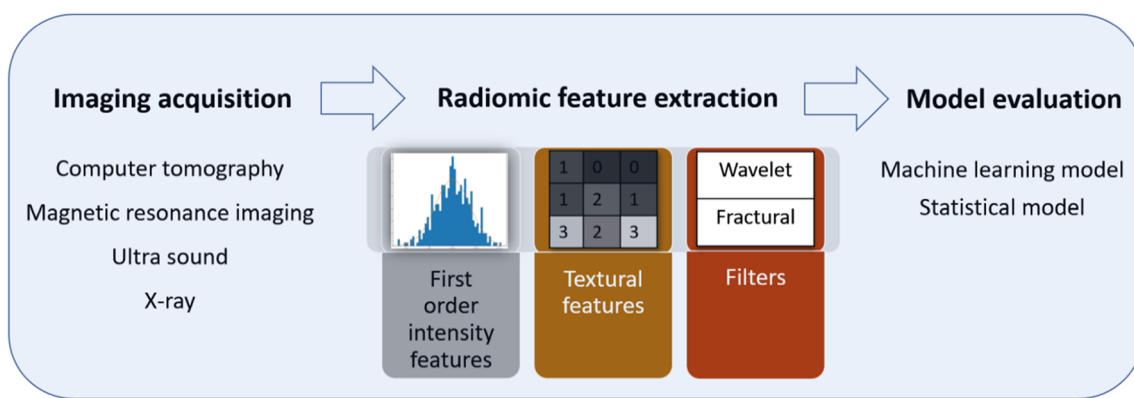 Imaging acquisition
Computer tomography
Magnetic resonance imaging
Ultra sound
X-ray
Radiomic feature extraction
First
order
intensity
features
1 0 0
1 2 1
3 2 3
Textural
features
Wavelet
Fractural
Filters
Model evaluation
Machine learning model
Statistical model